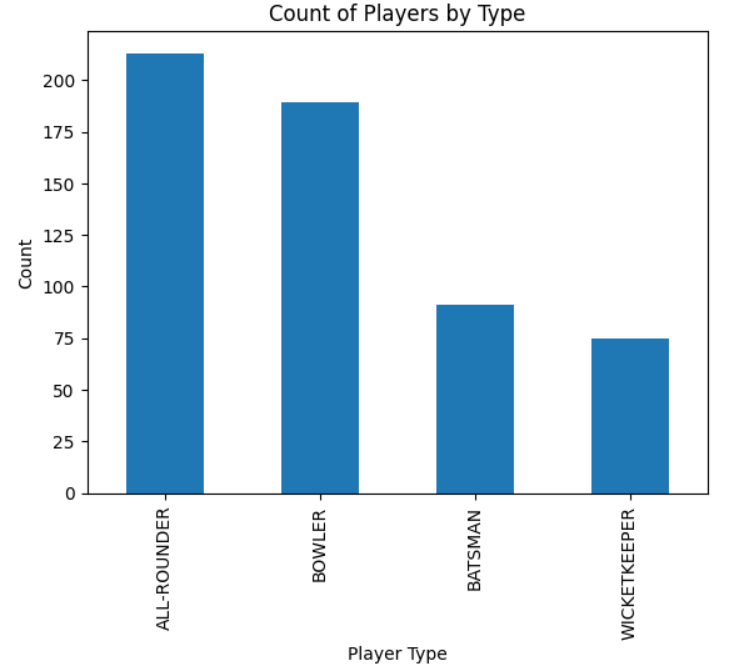 Count of Players by Type
200
175
150
125
100
75
50
25
0
Count
ALL-ROUNDER
BOWLER
BATSMAN
WICKETKEEPER
Player Type